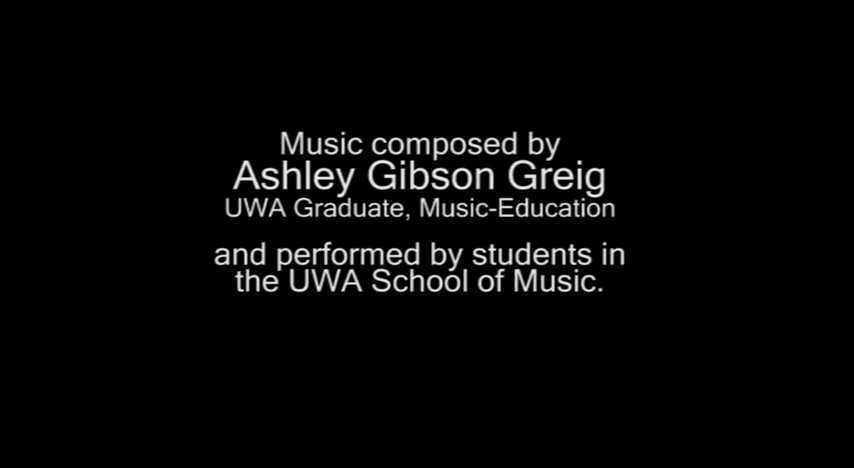 Music composed by
Ashley Gibson Greig
UWA Graduate, Music-Education
and performed by students in
the UWA School of Music.